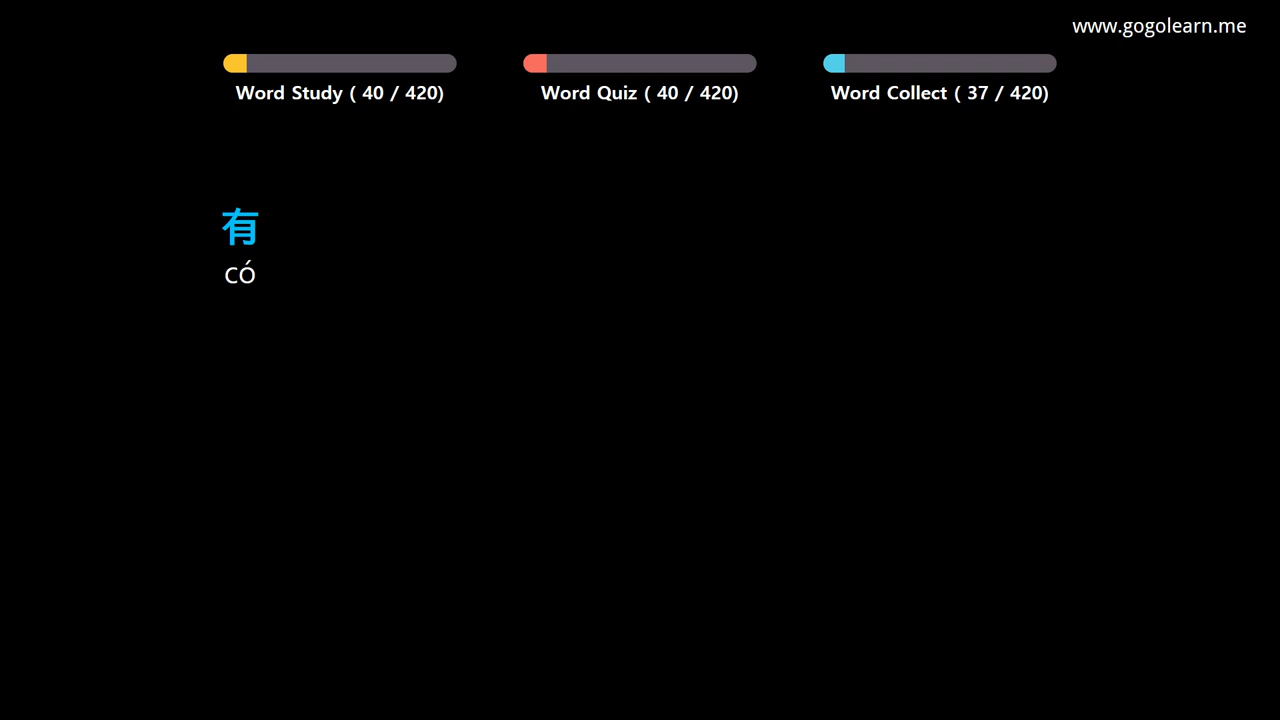 www.gogolearn.me
Word Study ( 40 / 420)
Word Quiz ( 40 / 420)
Word Collect ( 37 / 420)
有
có